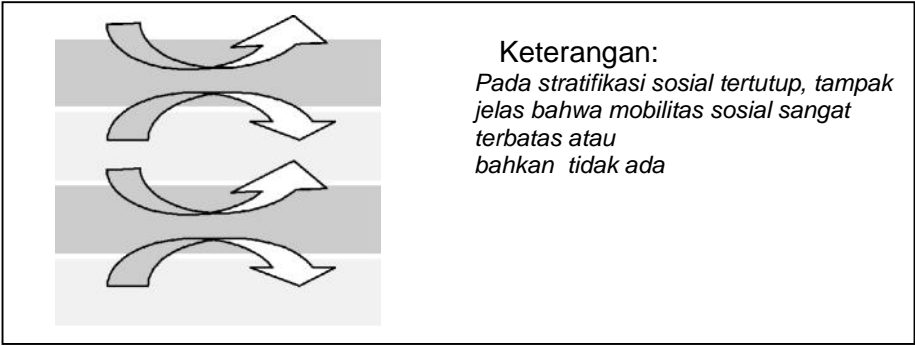 Keterangan:
Pada stratifikasi sosial tertutup, tampak
jelas bahwa mobilitas sosial sangat
terbatas atau
bahkan tidak ada